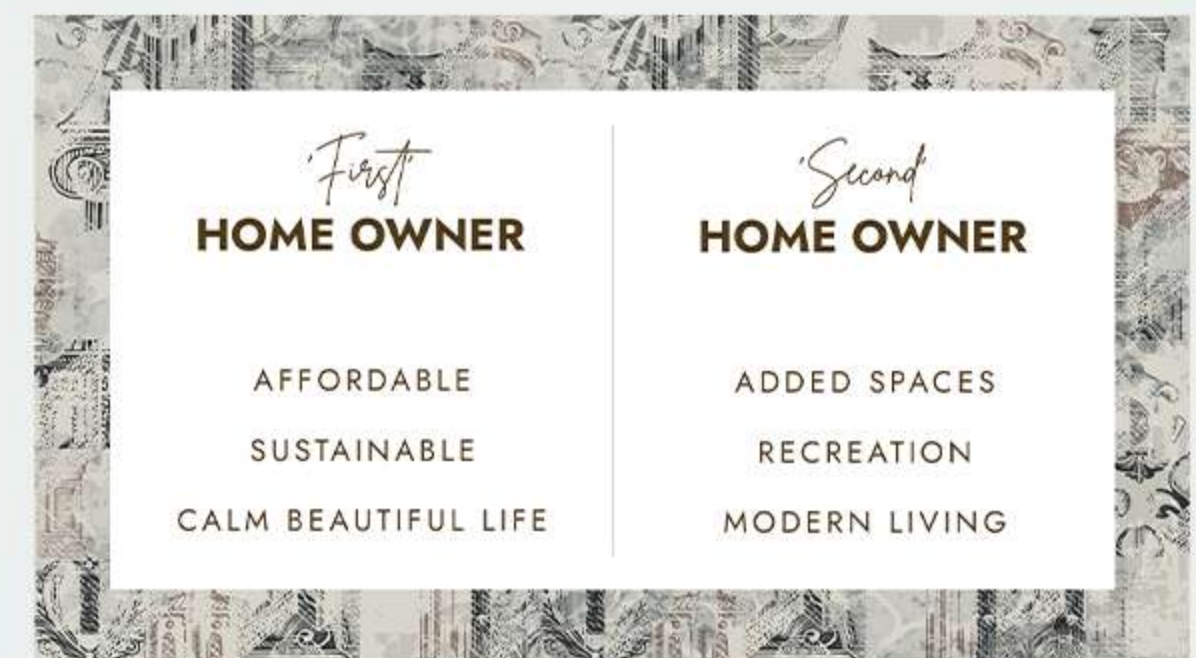 'First'
HOME OWNER
AFFORDABLE
SUSTAINABLE
CALM BEAUTIFUL LIFE
'Second'
HOME OWNER
ADDED SPACES
RECREATION
MODERN LIVING